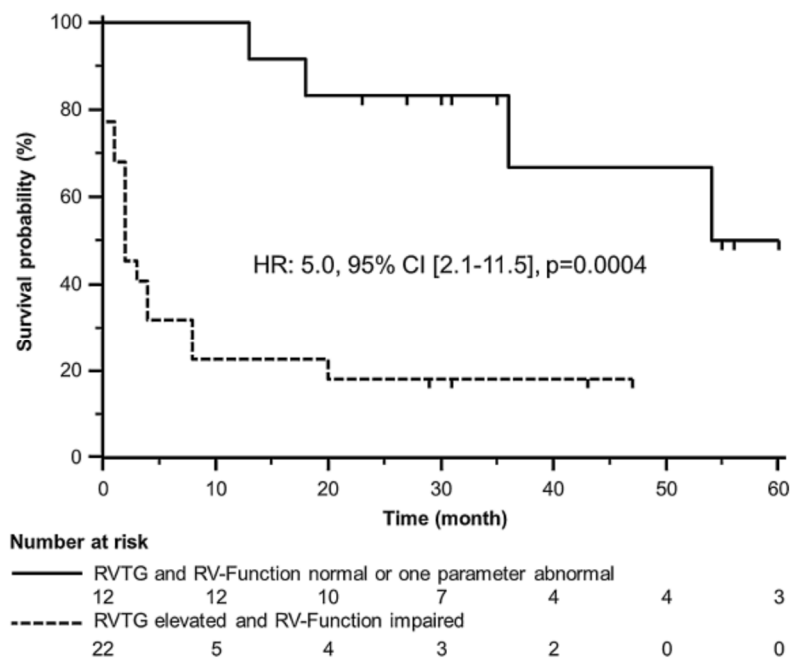 100
80
60
40
20
0
Survival probability (%)
HR: 5.0, 95% CI [2.1-11.5], p=0.0004
0 10 20 30 40 50 60
Time (month)
Number at risk
RVTG and RV-Function normal or one parameter abnormal
12 12 10 7 4 4 3
RVTG elevated and RV-Function impaired
22 5 4 3 2 0 0